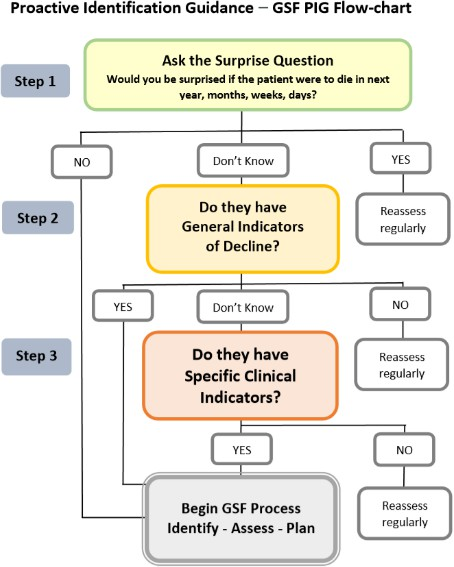 Proactive Identification Guidance – GSF PIG Flow-chart
Step 1
Ask the Surprise Question
Would you be surprised if the patient were to die in next
year, months, weeks, days?
NO
Don't Know
YES
Reassess
regularly
Step 2
Do they have
General Indicators
of Decline?
YES
Don't Know
NO
Reassess
regularly
Step 3
Do they have
Specific Clinical
Indicators?
YES
NO
Reassess
regularly
Begin GSF Process
Identify - Assess - Plan